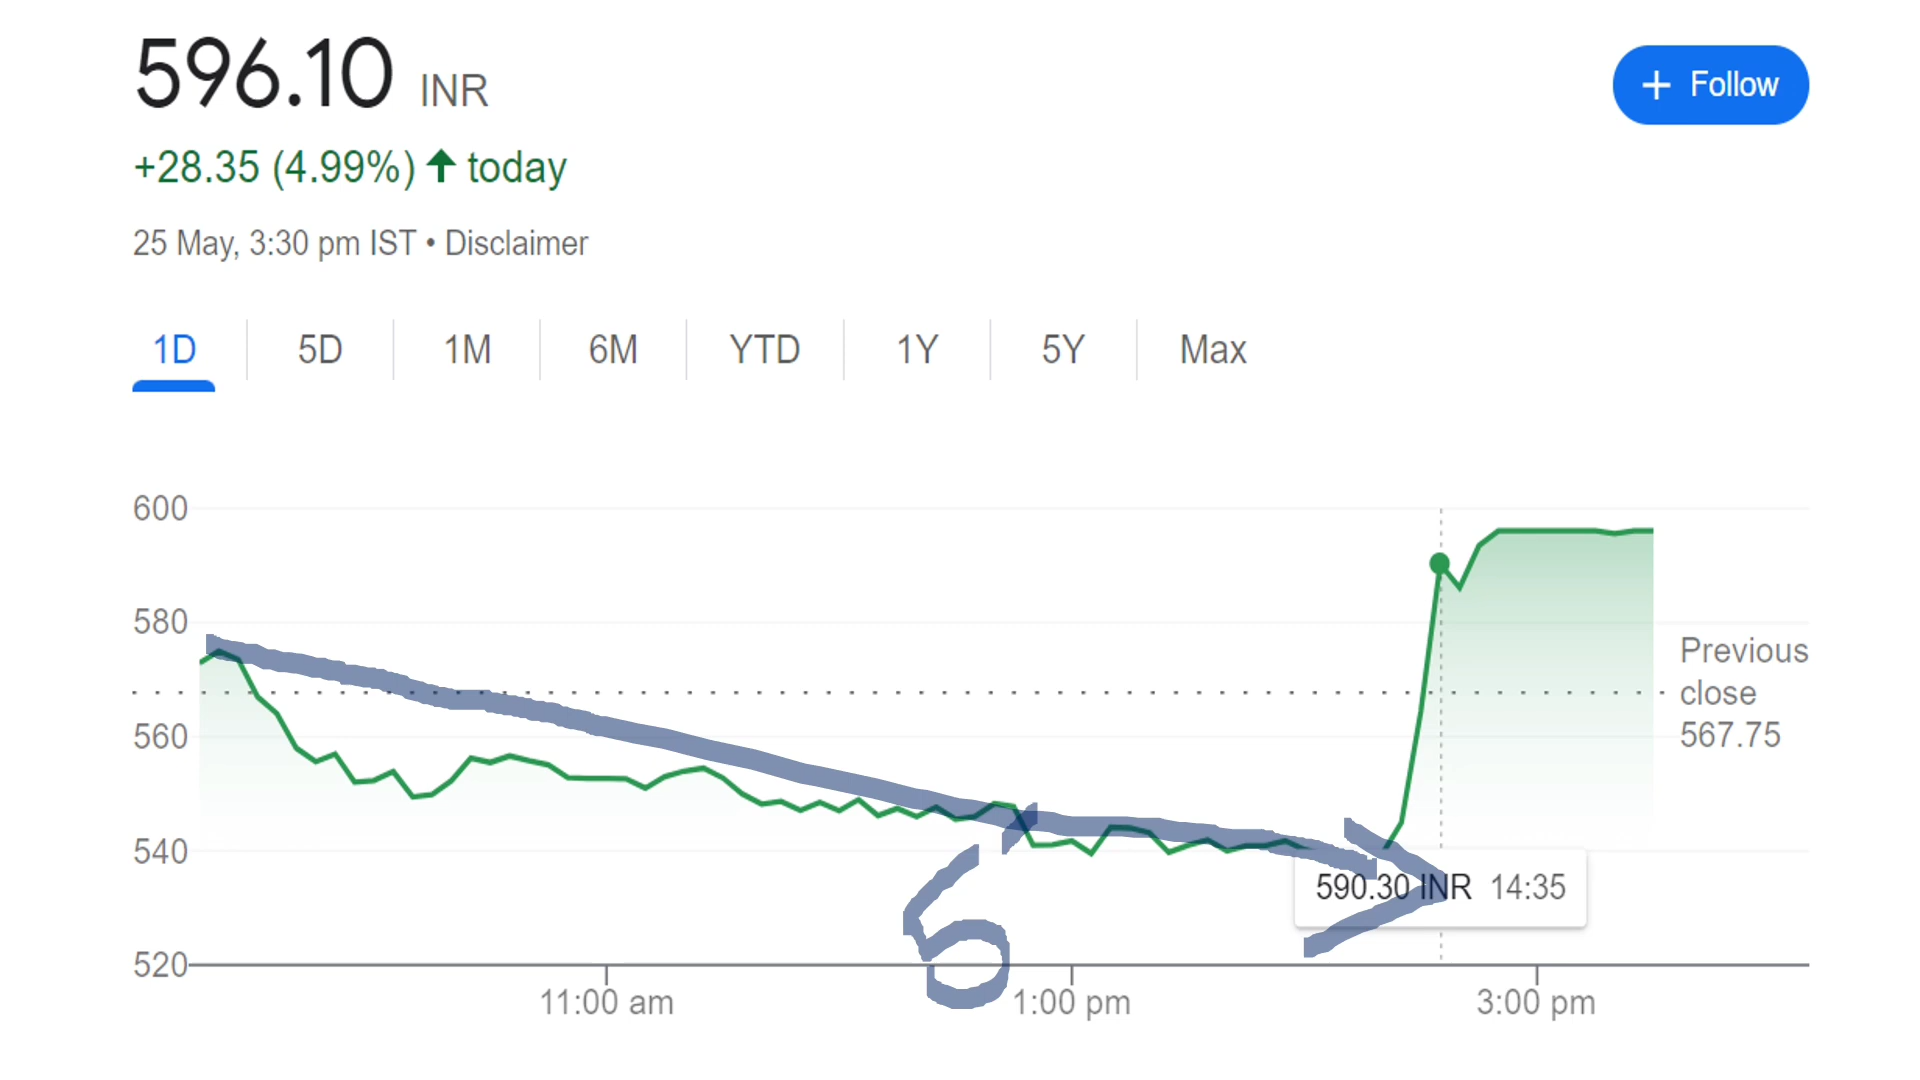 596.10 INR
+ Follow
+28.35 (4.99%) ↑ today
25 May, 3:30 pm IST • Disclaimer
1D 5D 1M 6M YTD 1Y 5Y Max
600
580
560
540
520
Previous
close
567.75
590.30 INR 14:35
5
11:00 am 1:00 pm 3:00 pm